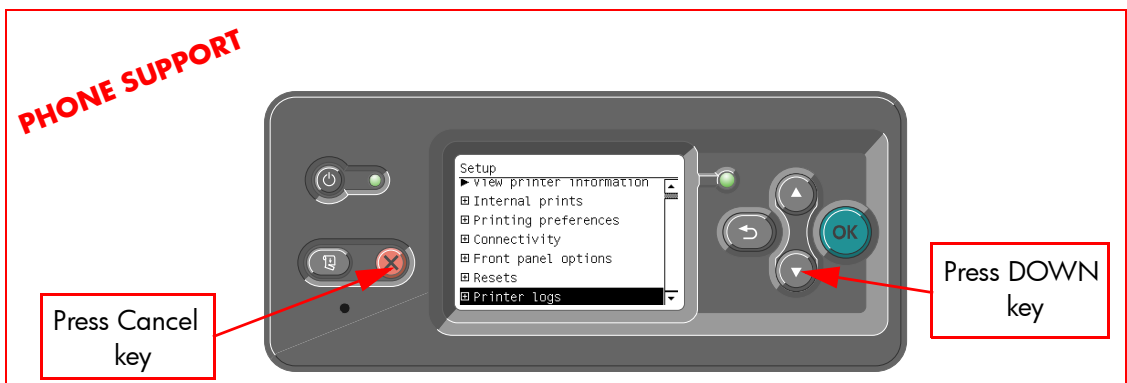 PHONE SUPPORT
Setup
View printer information
Internal prints
Printing preferences
Connectivity
Front panel options
Resets
Printer logs
OK
Press Cancel
key
Press DOWN
key